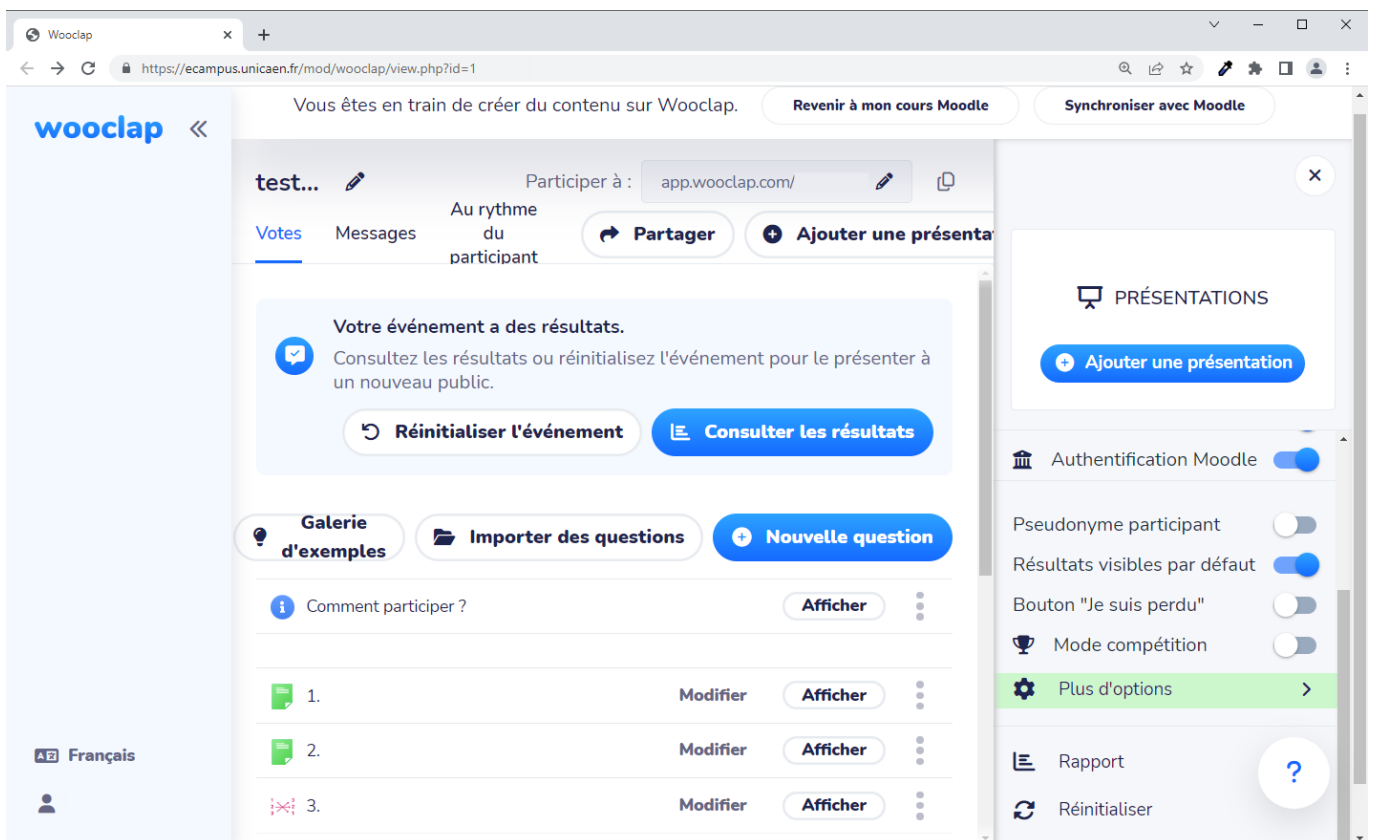 Wooclap
https://ecampus.unicaen.fr/mod/wooclap/view.php?id=1
wooclap
Vous êtes en train de créer du contenu sur Wooclap.
Revenir à mon cours Moodle
Synchroniser avec Moodle
test...
Participer à :
app.wooclap.com/
Votes
Messages
Au rythme
du
participant
Partager
Ajouter une présenta
Votre événement a des résultats.
Consultez les résultats ou réinitialisez l'événement pour le présenter à
un nouveau public.
Réinitialiser l'événement
Consulter les résultats
Galerie
d'exemples
Importer des questions
Nouvelle question
Comment participer ?
Afficher
1.
Modifier
Afficher
2.
Modifier
Afficher
3.
Modifier
Afficher
PRÉSENTATIONS
Ajouter une présentation
Authentification Moodle
Pseudonyme participant
Résultats visibles par défaut
Bouton "Je suis perdu"
Mode compétition
Plus d'options
Rapport
Réinitialiser
?
Français